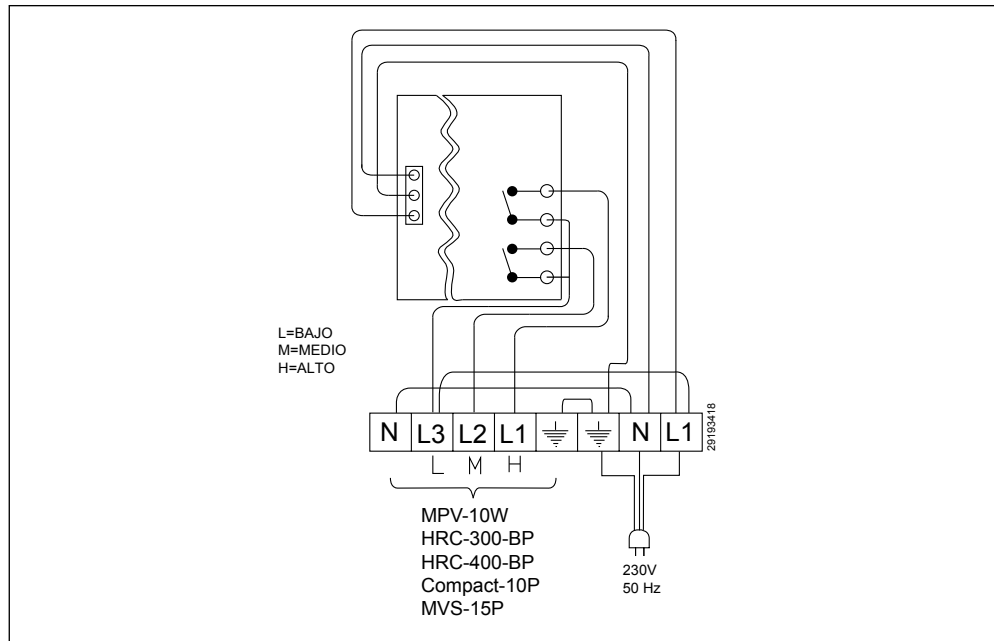 L=BAJO
M=MEDIO
H=ALTO
N L3 L2 L1 N L1
L M H
29193418
MPV-10W
HRC-300-BP
HRC-400-BP
Compact-10P
MVS-15P
230V
50 Hz